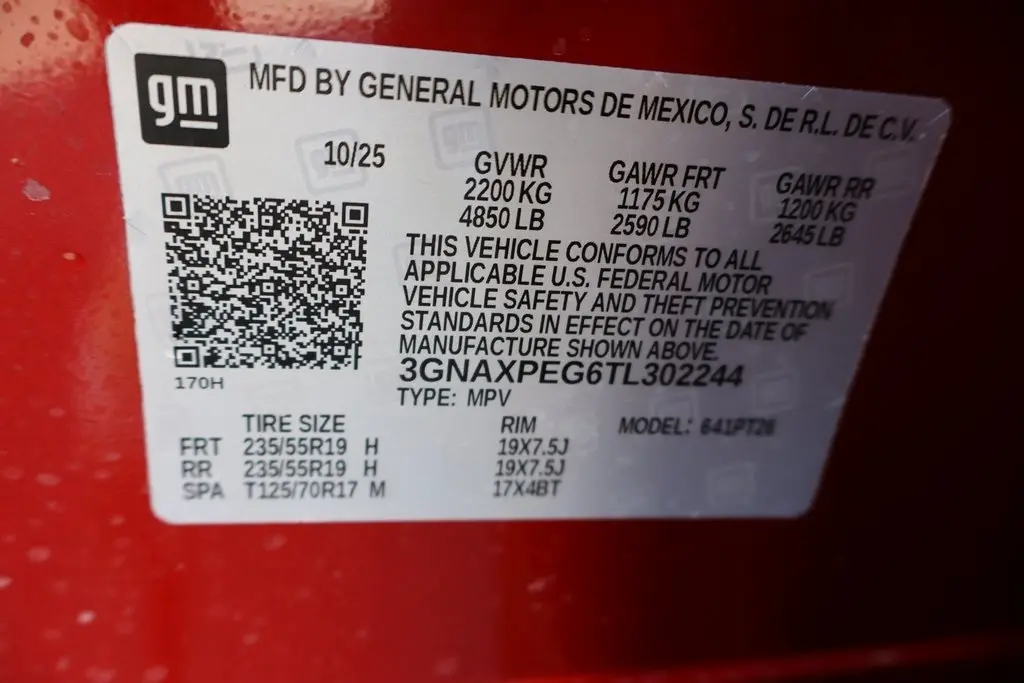 gm
MFD BY GENERAL MOTORS DE MEXICO, S. DE R.L. DE C.V.
10/25
GVWR GAWR FRT GAWR RR
2200 KG 1175 KG 1200 KG
4850 LB 2590 LB 2645 LB
THIS VEHICLE CONFORMS TO ALL
APPLICABLE U.S. FEDERAL MOTOR
VEHICLE SAFETY AND THEFT PREVENTION
STANDARDS IN EFFECT ON THE DATE OF
MANUFACTURE SHOWN ABOVE.
3GNAXPEG6TL302244
170H
TYPE: MPV
TIRE SIZE RIM MODEL: 641PT26
FRT 235/55R19 H 19X7.5J
RR 235/55R19 H 19X7.5J
SPA T125/70R17 M 17X4BT